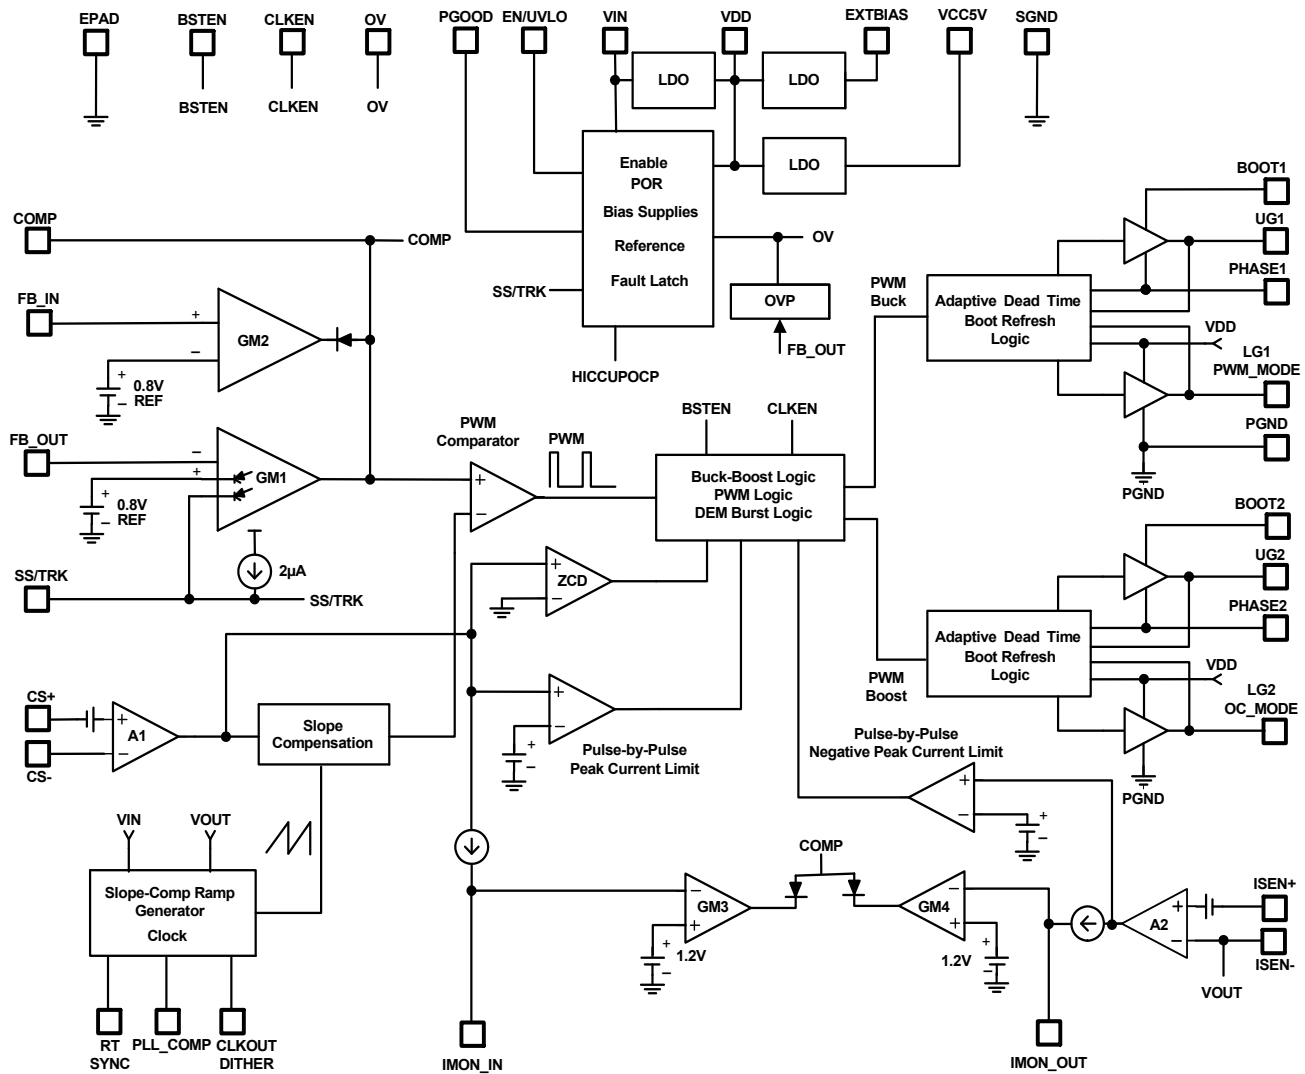 EPAD
BSTEN
CLKEN
OV
PGOOD
EN/UVLO
VIN
VDD
EXTBIAS
VCC5V
SGND
BSTEN
CLKEN
OV
LDO
LDO
LDO
Enable
POR
Bias Supplies
Reference
Fault Latch
SS/TRK
HICCUPOCP
OV
OVP
FB_OUT
COMP
COMP
FB_IN
+
−
GM2
+
−
0.8V
REF
FB_OUT
−
+
GM1
+
−
0.8V
REF
2µA
SS/TRK
SS/TRK
PWM
Comparator
+
−
PWM
BSTEN
CLKEN
Buck-Boost Logic
PWM Logic
DEM Burst Logic
PWM
Buck
Adaptive Dead Time
Boot Refresh
Logic
BOOT1
UG1
PHASE1
VDD
LG1
PWM_MODE
PGND
PGND
PWM
Boost
Adaptive Dead Time
Boot Refresh
Logic
BOOT2
UG2
PHASE2
VDD
LG2
OC_MODE
PGND
+
−
ZCD
CS+
CS-
+
−
A1
Slope
Compensation
+
−
+
−
Pulse-by-Pulse
Peak Current Limit
Pulse-by-Pulse
Negative Peak Current Limit
+
−
+
−
VIN
VOUT
Slope-Comp Ramp
Generator
Clock
RT
SYNC
PLL_COMP
CLKOUT
DITHER
IMON_IN
−
+
GM3
+
−
1.2V
COMP
GM4
−
+
+
−
1.2V
A2
+
−
ISEN+
ISEN-
VOUT
IMON_OUT